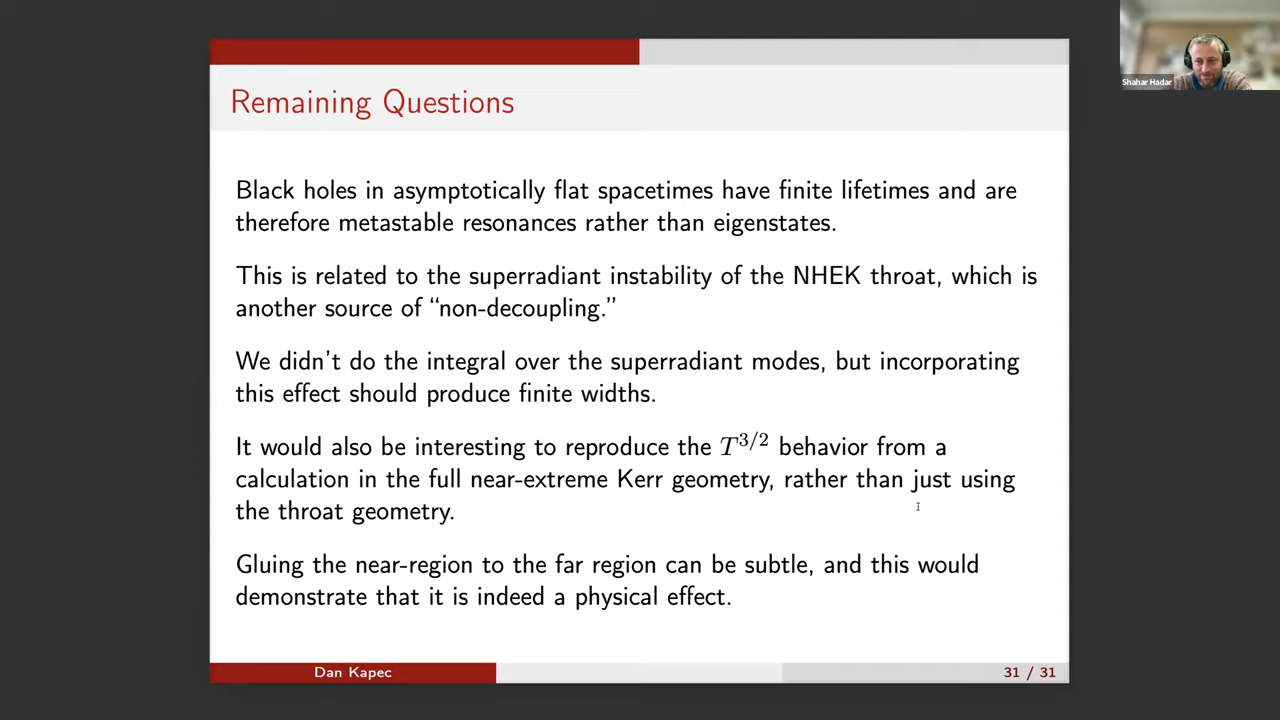 Remaining Questions
Black holes in asymptotically flat spacetimes have finite lifetimes and are
therefore metastable resonances rather than eigenstates.
This is related to the superradiant instability of the NHEK throat, which is
another source of “non-decoupling.”
We didn’t do the integral over the superradiant modes, but incorporating
this effect should produce finite widths.
It would also be interesting to reproduce the T^{3/2} behavior from a
calculation in the full near-extreme Kerr geometry, rather than just using
the throat geometry.
Gluing the near-region to the far region can be subtle, and this would
demonstrate that it is indeed a physical effect.
Dan Kapec
31 / 31
Shahar Hadar